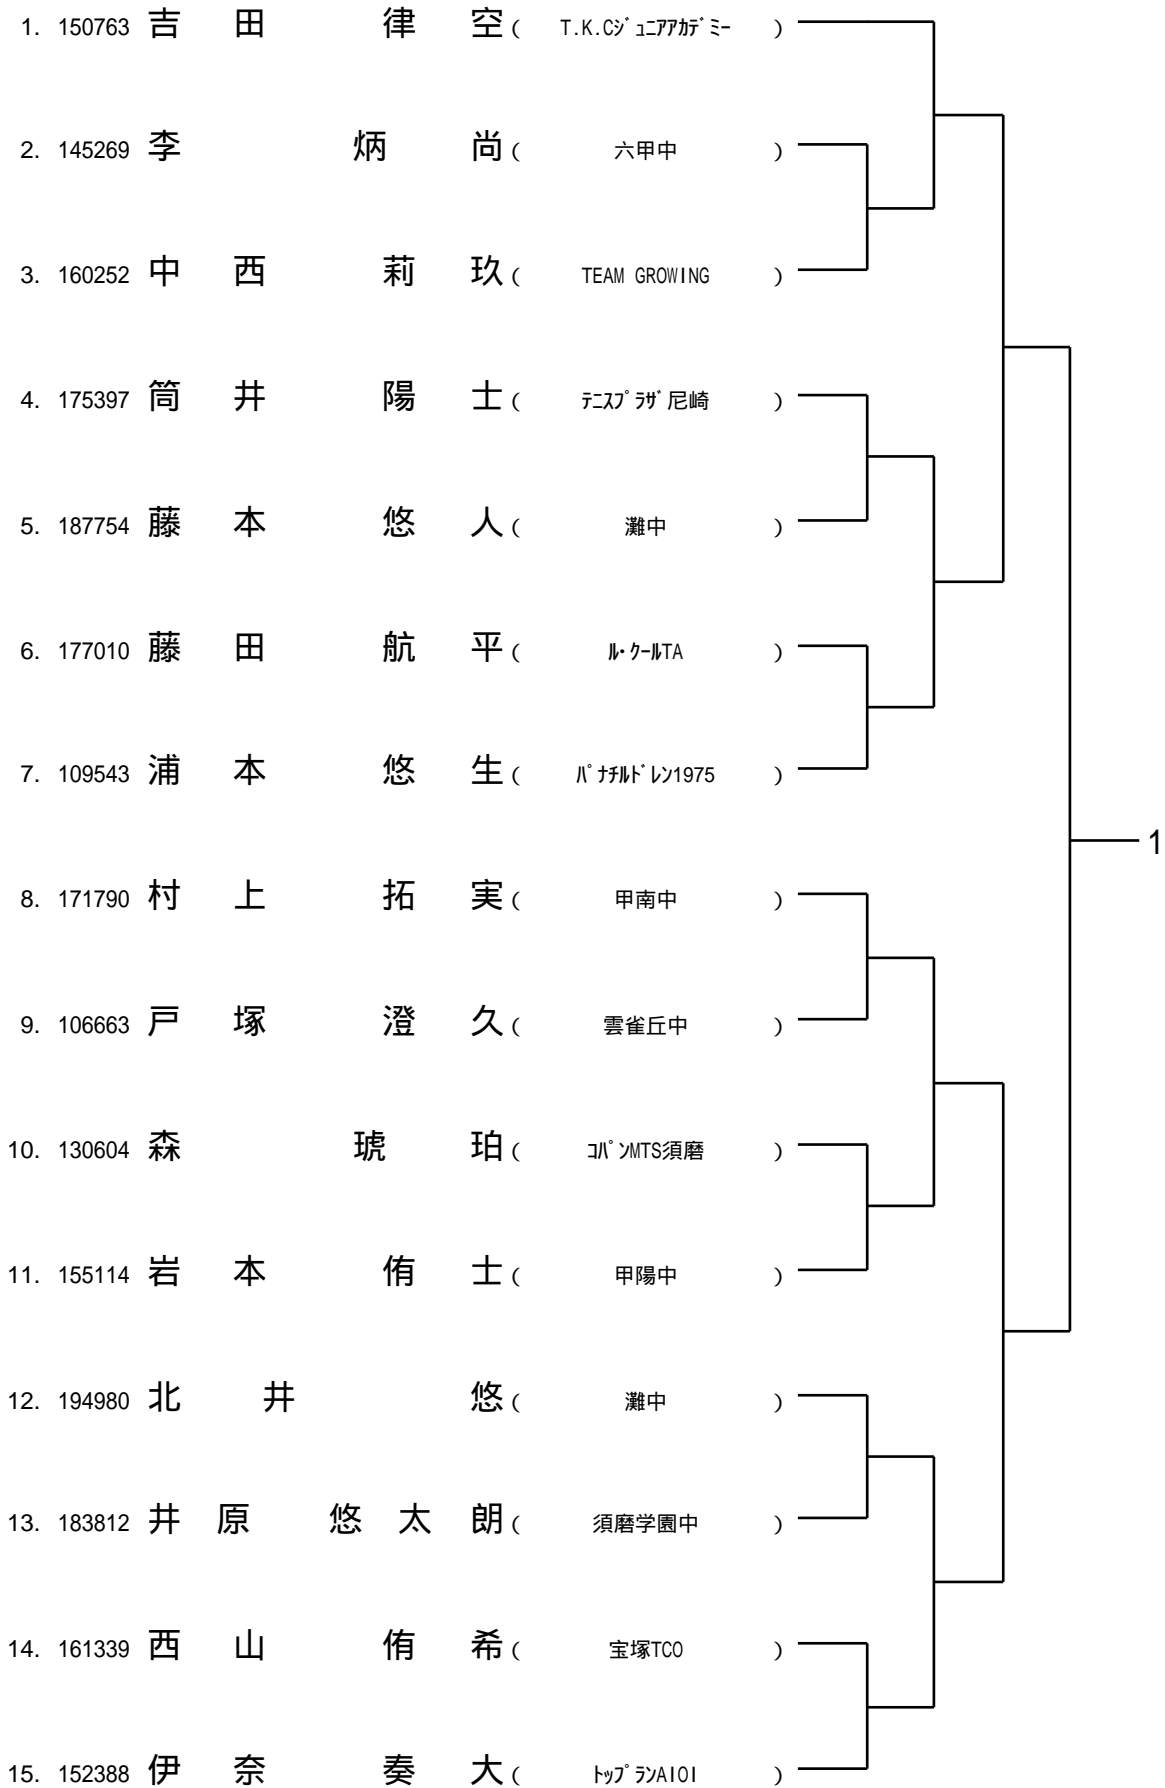 1. 150763 吉田 律空 ( T.K.Cｼﾞｭﾆｱｱｶﾃﾞﾐｰ )
2. 145269 李 炳尚 ( 六甲中 )
3. 160252 中西 莉玖 ( TEAM GROWING )
4. 175397 筒井 陽士 ( ﾃﾆｽﾌﾟﾗｻﾞ尼崎 )
5. 187754 藤本 悠人 ( 灘中 )
6. 177010 藤田 航平 ( ﾙ･ｸｰﾙTA )
7. 109543 浦本 悠生 ( ﾊﾟﾅﾁﾙﾄﾞﾚﾝ1975 )
1
8. 171790 村上 拓実 ( 甲南中 )
9. 106663 戸塚 澄久 ( 雲雀丘中 )
10. 130604 森 琥珀 ( ｺﾊﾟﾝMTS須磨 )
11. 155114 岩本 侑士 ( 甲陽中 )
12. 194980 北井 悠 ( 灘中 )
13. 183812 井原 悠太朗 ( 須磨学園中 )
14. 161339 西山 侑希 ( 宝塚TCO )
15. 152388 伊奈 奏大 ( ﾄｯﾌﾟﾗﾝAIOI )